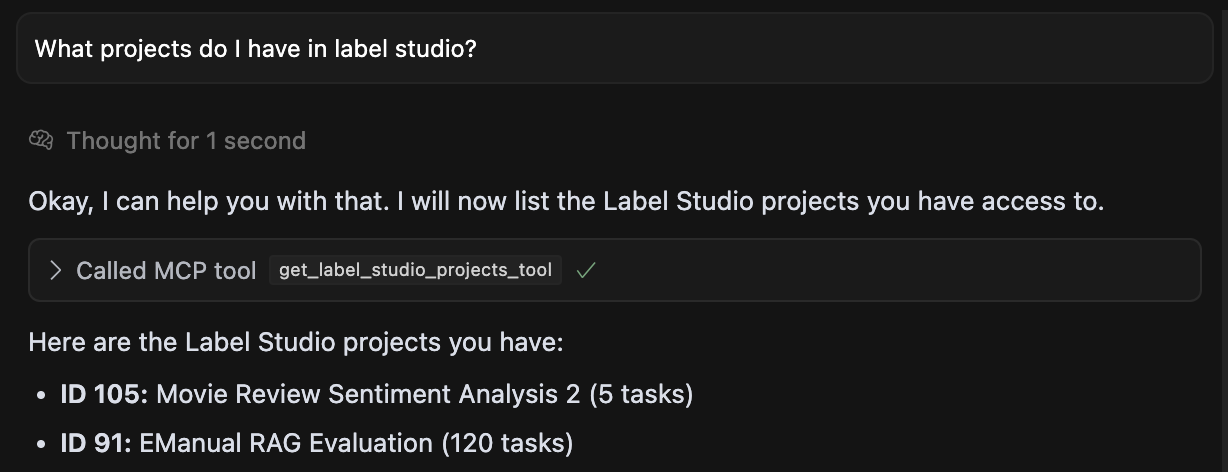 What projects do I have in label studio?
Thought for 1 second
Okay, I can help you with that. I will now list the Label Studio projects you have access to.
Called MCP tool get_label_studio_projects_tool
Here are the Label Studio projects you have:
• ID 105: Movie Review Sentiment Analysis 2 (5 tasks)
• ID 91: EManual RAG Evaluation (120 tasks)